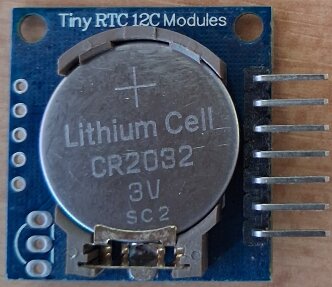 Tiny RTC I2C Modules
+
Lithium Cell
CR2032
3V
SC2